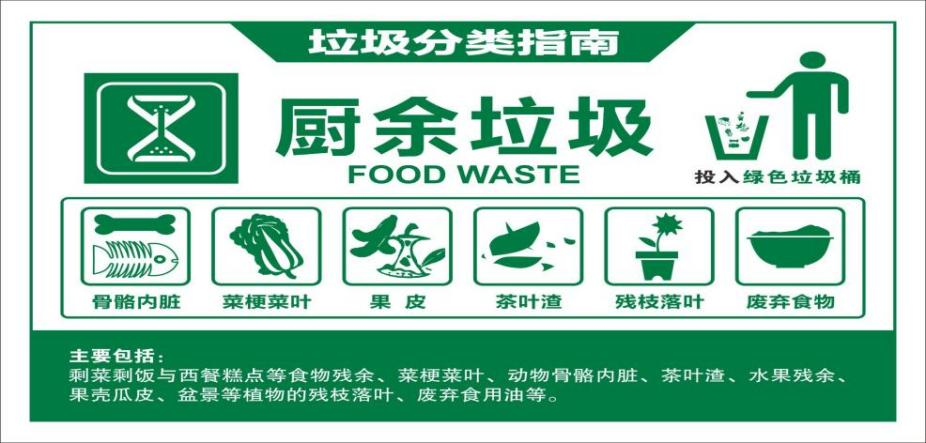 垃圾分类指南
厨余垃圾
FOOD WASTE
投入绿色垃圾桶
骨骼内脏 菜梗菜叶 果皮 茶叶渣 残枝落叶 废弃食物
主要包括：
剩菜剩饭与西餐糕点等食物残余、菜梗菜叶、动物骨骼内脏、茶叶渣、水果残余、
果壳瓜皮、盆景等植物的残枝落叶、废弃食用油等。